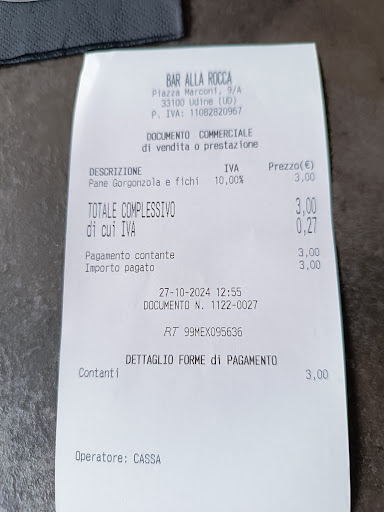 BAR ALLA ROCCA
Piazza Marconi, 9/A
33100 Udine (UD)
P. IVA: 11082820967
DOCUMENTO COMMERCIALE
di vendita o prestazione
DESCRIZIONE IVA Prezzo(€)
Pane Gorgonzola e fichi 10,00% 3,00
TOTALE COMPLESSIVO 3,00
di cui IVA 0,27
Pagamento contante 3,00
Importo pagato 3,00
27-10-2024 12:55
DOCUMENTO N. 1122-0027
RT 99MEX095636
DETTAGLIO FORME di PAGAMENTO
Contanti 3,00
Operatore: CASSA